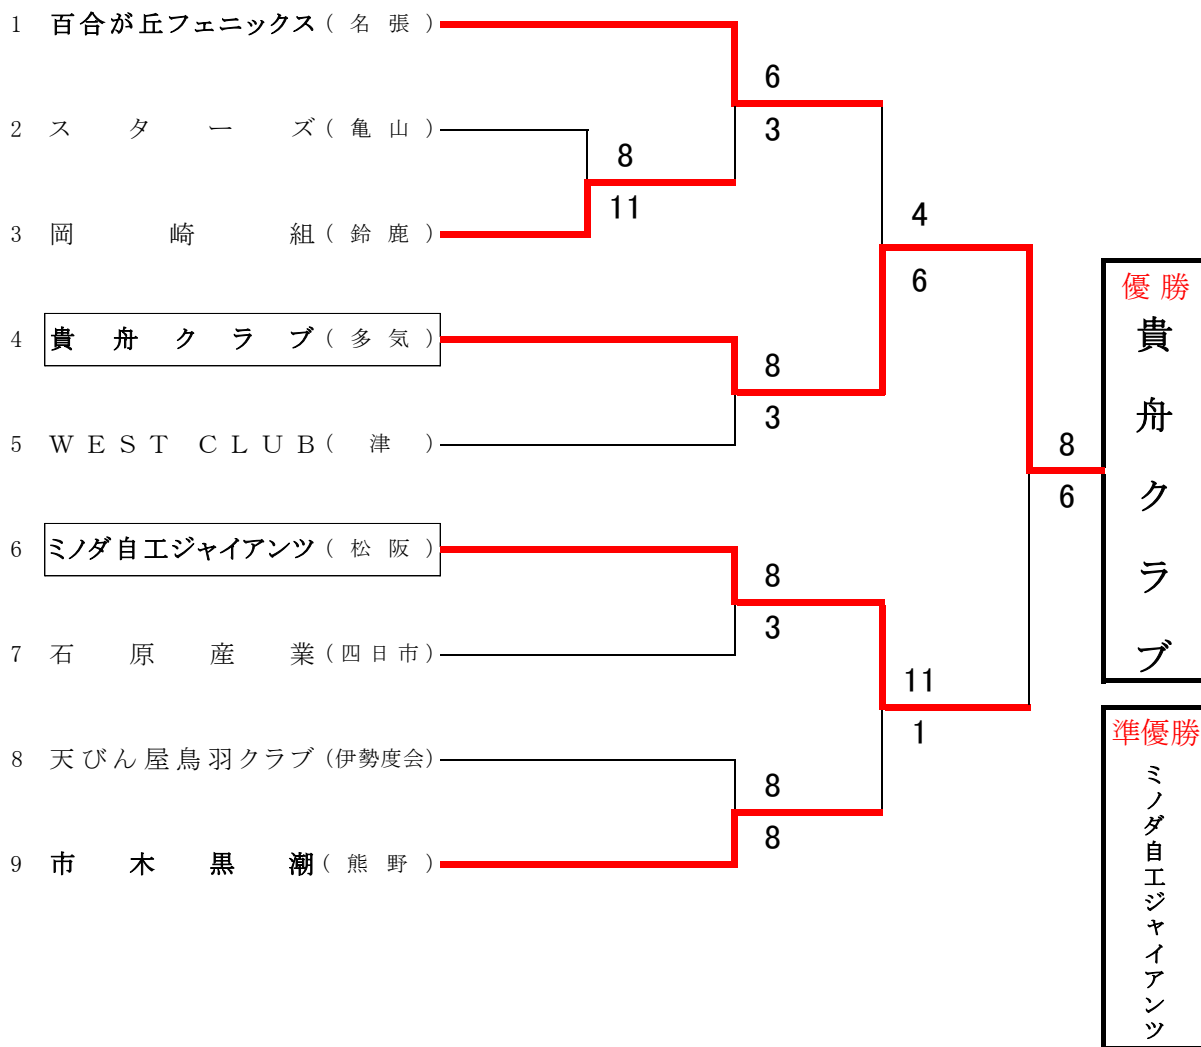 1 百合が丘フェニックス(名張)
6
3
2 スターズ(亀山)
8
11
3 岡崎組(鈴鹿)
4
6
4 貴舟クラブ(多気)
8
3
5 WEST CLUB(津)
8
6
6 ミノダ自工ジャイアンツ(松阪)
8
3
7 石原産業(四日市)
11
1
8 天びん屋鳥羽クラブ(伊勢度会)
8
8
9 市木黒潮(熊野)
優勝
貴舟クラブ
準優勝
ミノダ自工ジャイアンツ